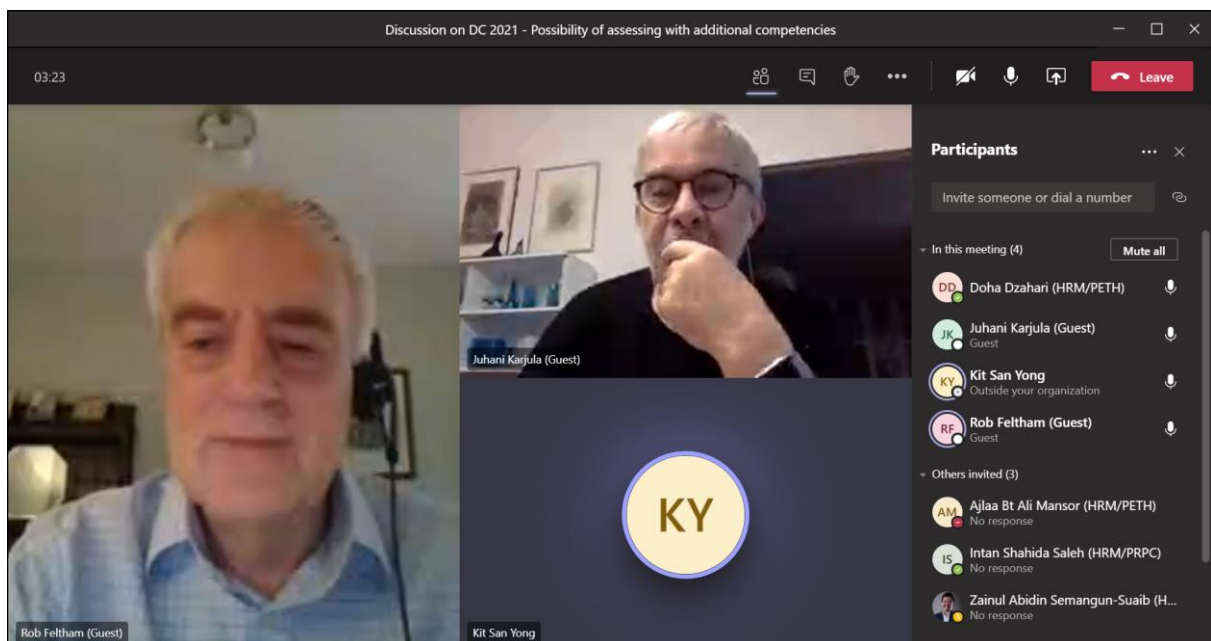 Discussion on DC 2021 - Possibility of assessing with additional competencies
03:23
Leave
Juhani Karjula (Guest)
KY
Rob Feltham (Guest)
Kit San Yong
Participants
Invite someone or dial a number
In this meeting (4)
Mute all
DD
Doha Dzahari (HRM/PETH)
JK
Juhani Karjula (Guest)
Guest
KY
Kit San Yong
Outside your organization
RF
Rob Feltham (Guest)
Guest
Others invited (3)
AM
Ajlaa Bt Ali Mansor (HRM/PETH)
No response
IS
Intan Shahida Saleh (HRM/PRPC)
No response
Zainul Abidin Semangun-Suaib (H...
No response